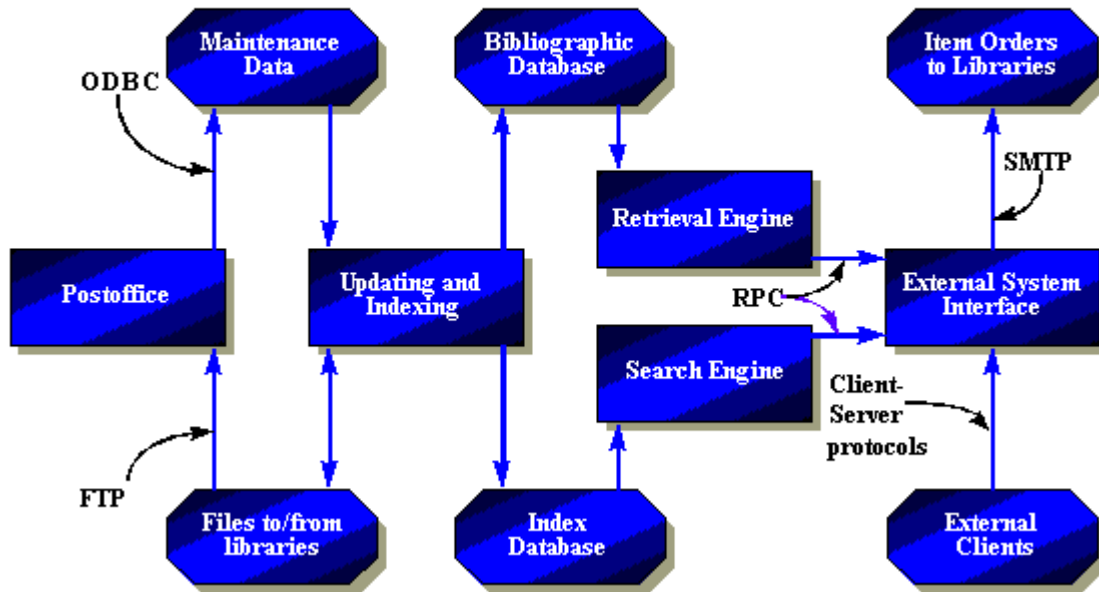 Maintenance
Data
Bibliographic
Database
Item Orders
to Libraries
ODBC
SMTP
Retrieval Engine
Postoffice
Updating and
Indexing
RPC
External System
Interface
Search Engine
Client-
Server
protocols
FTP
Files to/from
libraries
Index
Database
External
Clients